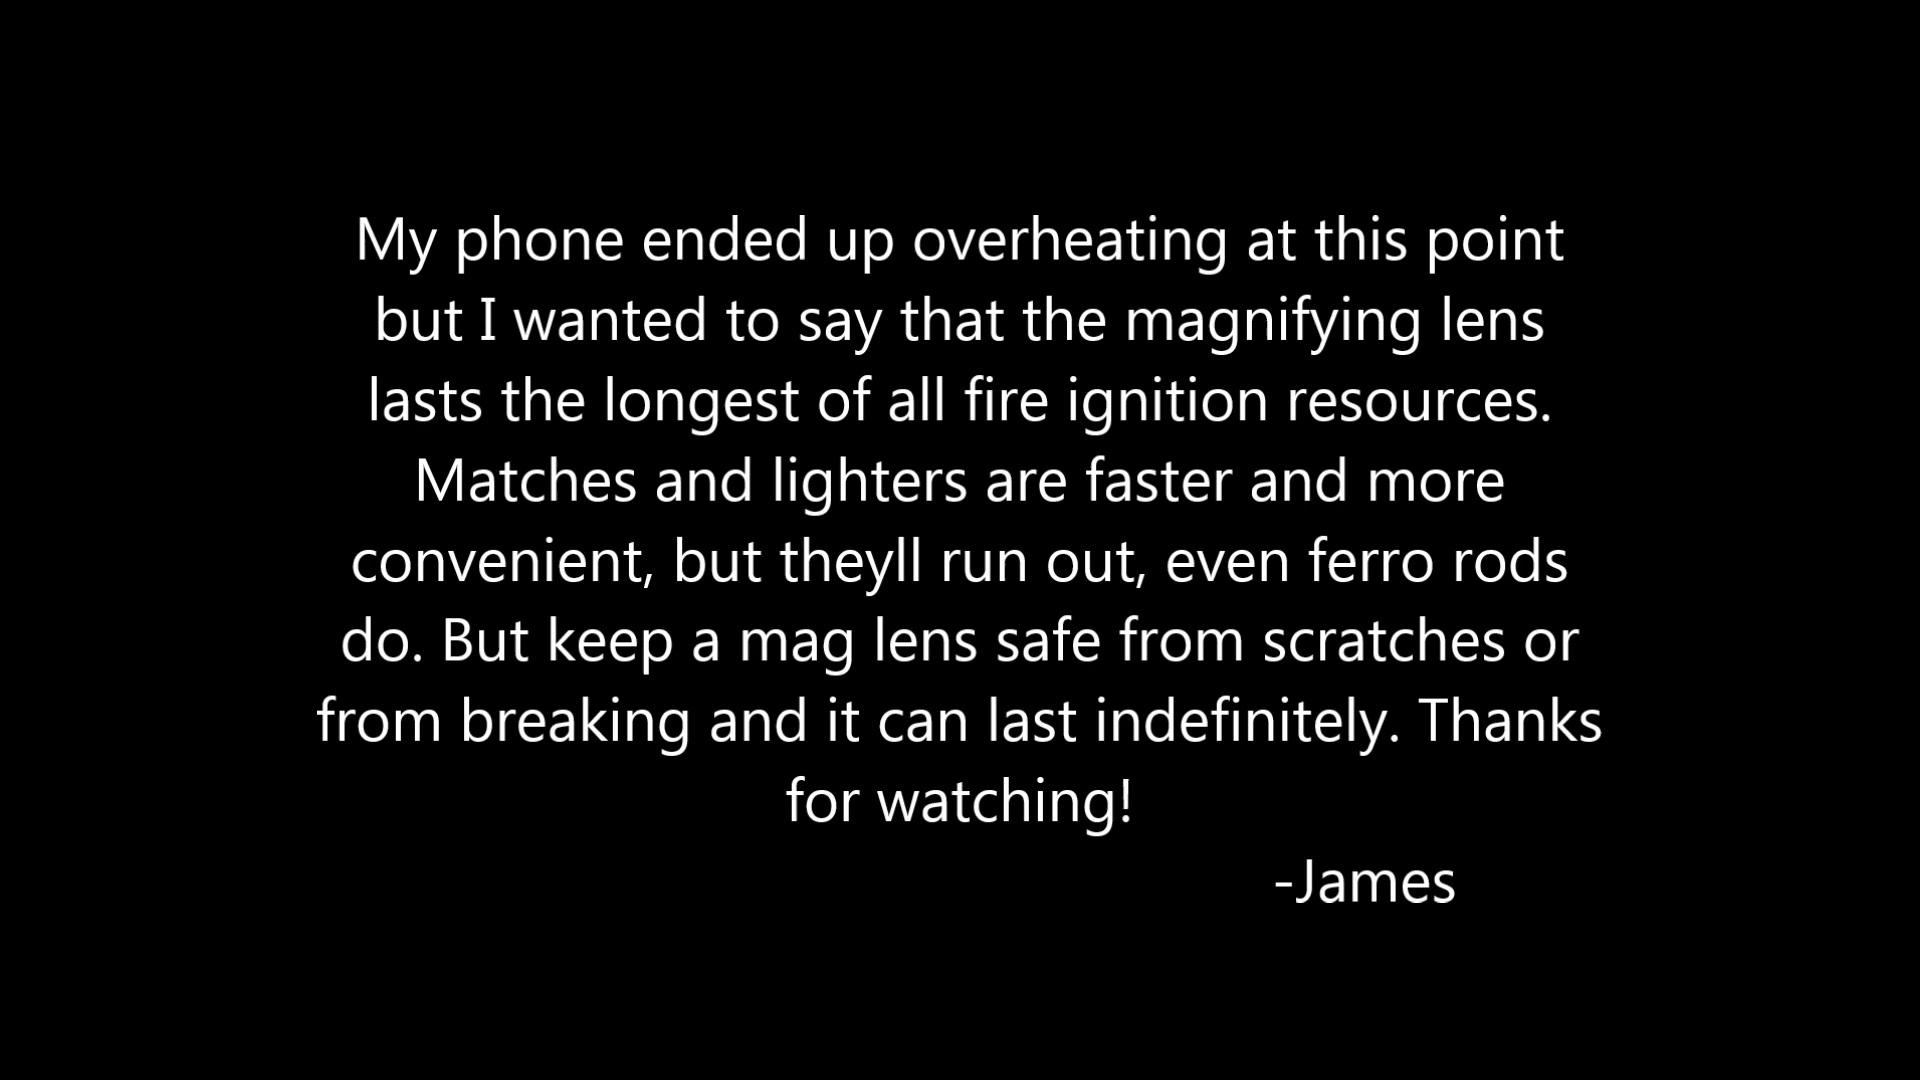 My phone ended up overheating at this point
but I wanted to say that the magnifying lens
lasts the longest of all fire ignition resources.
Matches and lighters are faster and more
convenient, but theyll run out, even ferro rods
do. But keep a mag lens safe from scratches or
from breaking and it can last indefinitely. Thanks
for watching!
-James